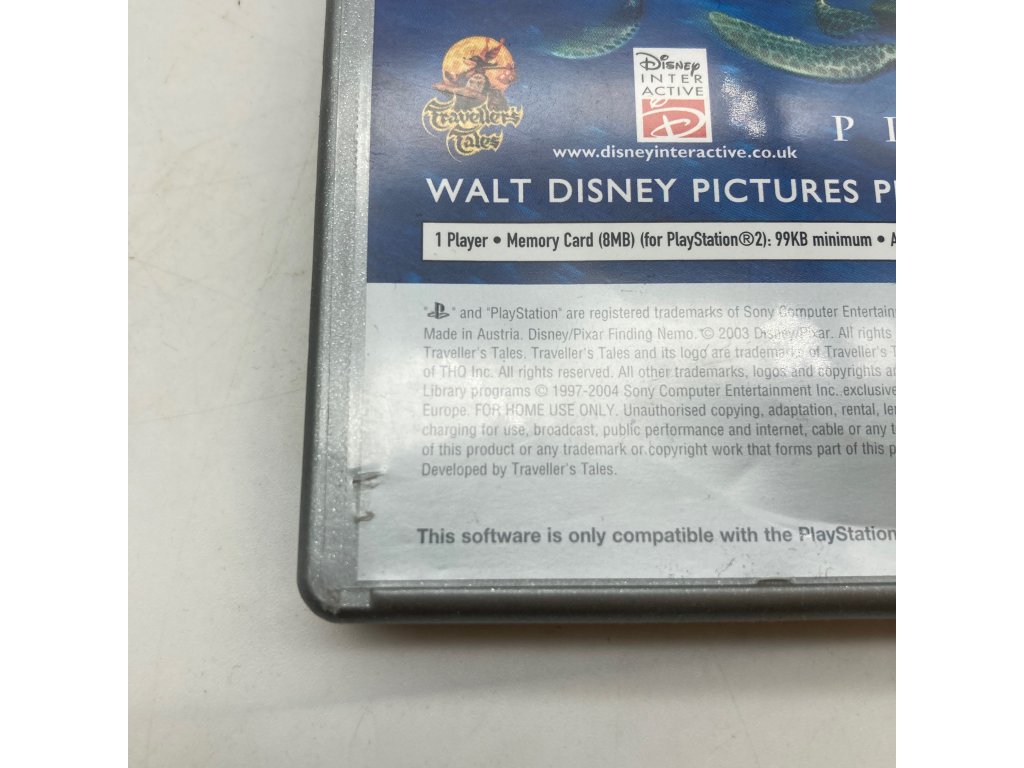 Traveller's
Tales
Disney
INTER
ACTIVE
D
www.disneyinteractive.co.uk
P I
WALT DISNEY PICTURES P
1 Player • Memory Card (8MB) (for PlayStation®2): 99KB minimum • A
" " and "PlayStation" are registered trademarks of Sony Computer Entertain
Made in Austria. Disney/Pixar Finding Nemo. © 2003 Disney/Pixar. All rights
Traveller's Tales. Traveller's Tales and its logo are trademarks of Traveller's T
of THQ Inc. All rights reserved. All other trademarks, logos and copyrights a
Library programs © 1997-2004 Sony Computer Entertainment Inc. exclusive
Europe. FOR HOME USE ONLY. Unauthorised copying, adaptation, rental, le
charging for use, broadcast, public performance and internet, cable or any t
of this product or any trademark or copyright work that forms part of this p
Developed by Traveller's Tales.
This software is only compatible with the PlayStation